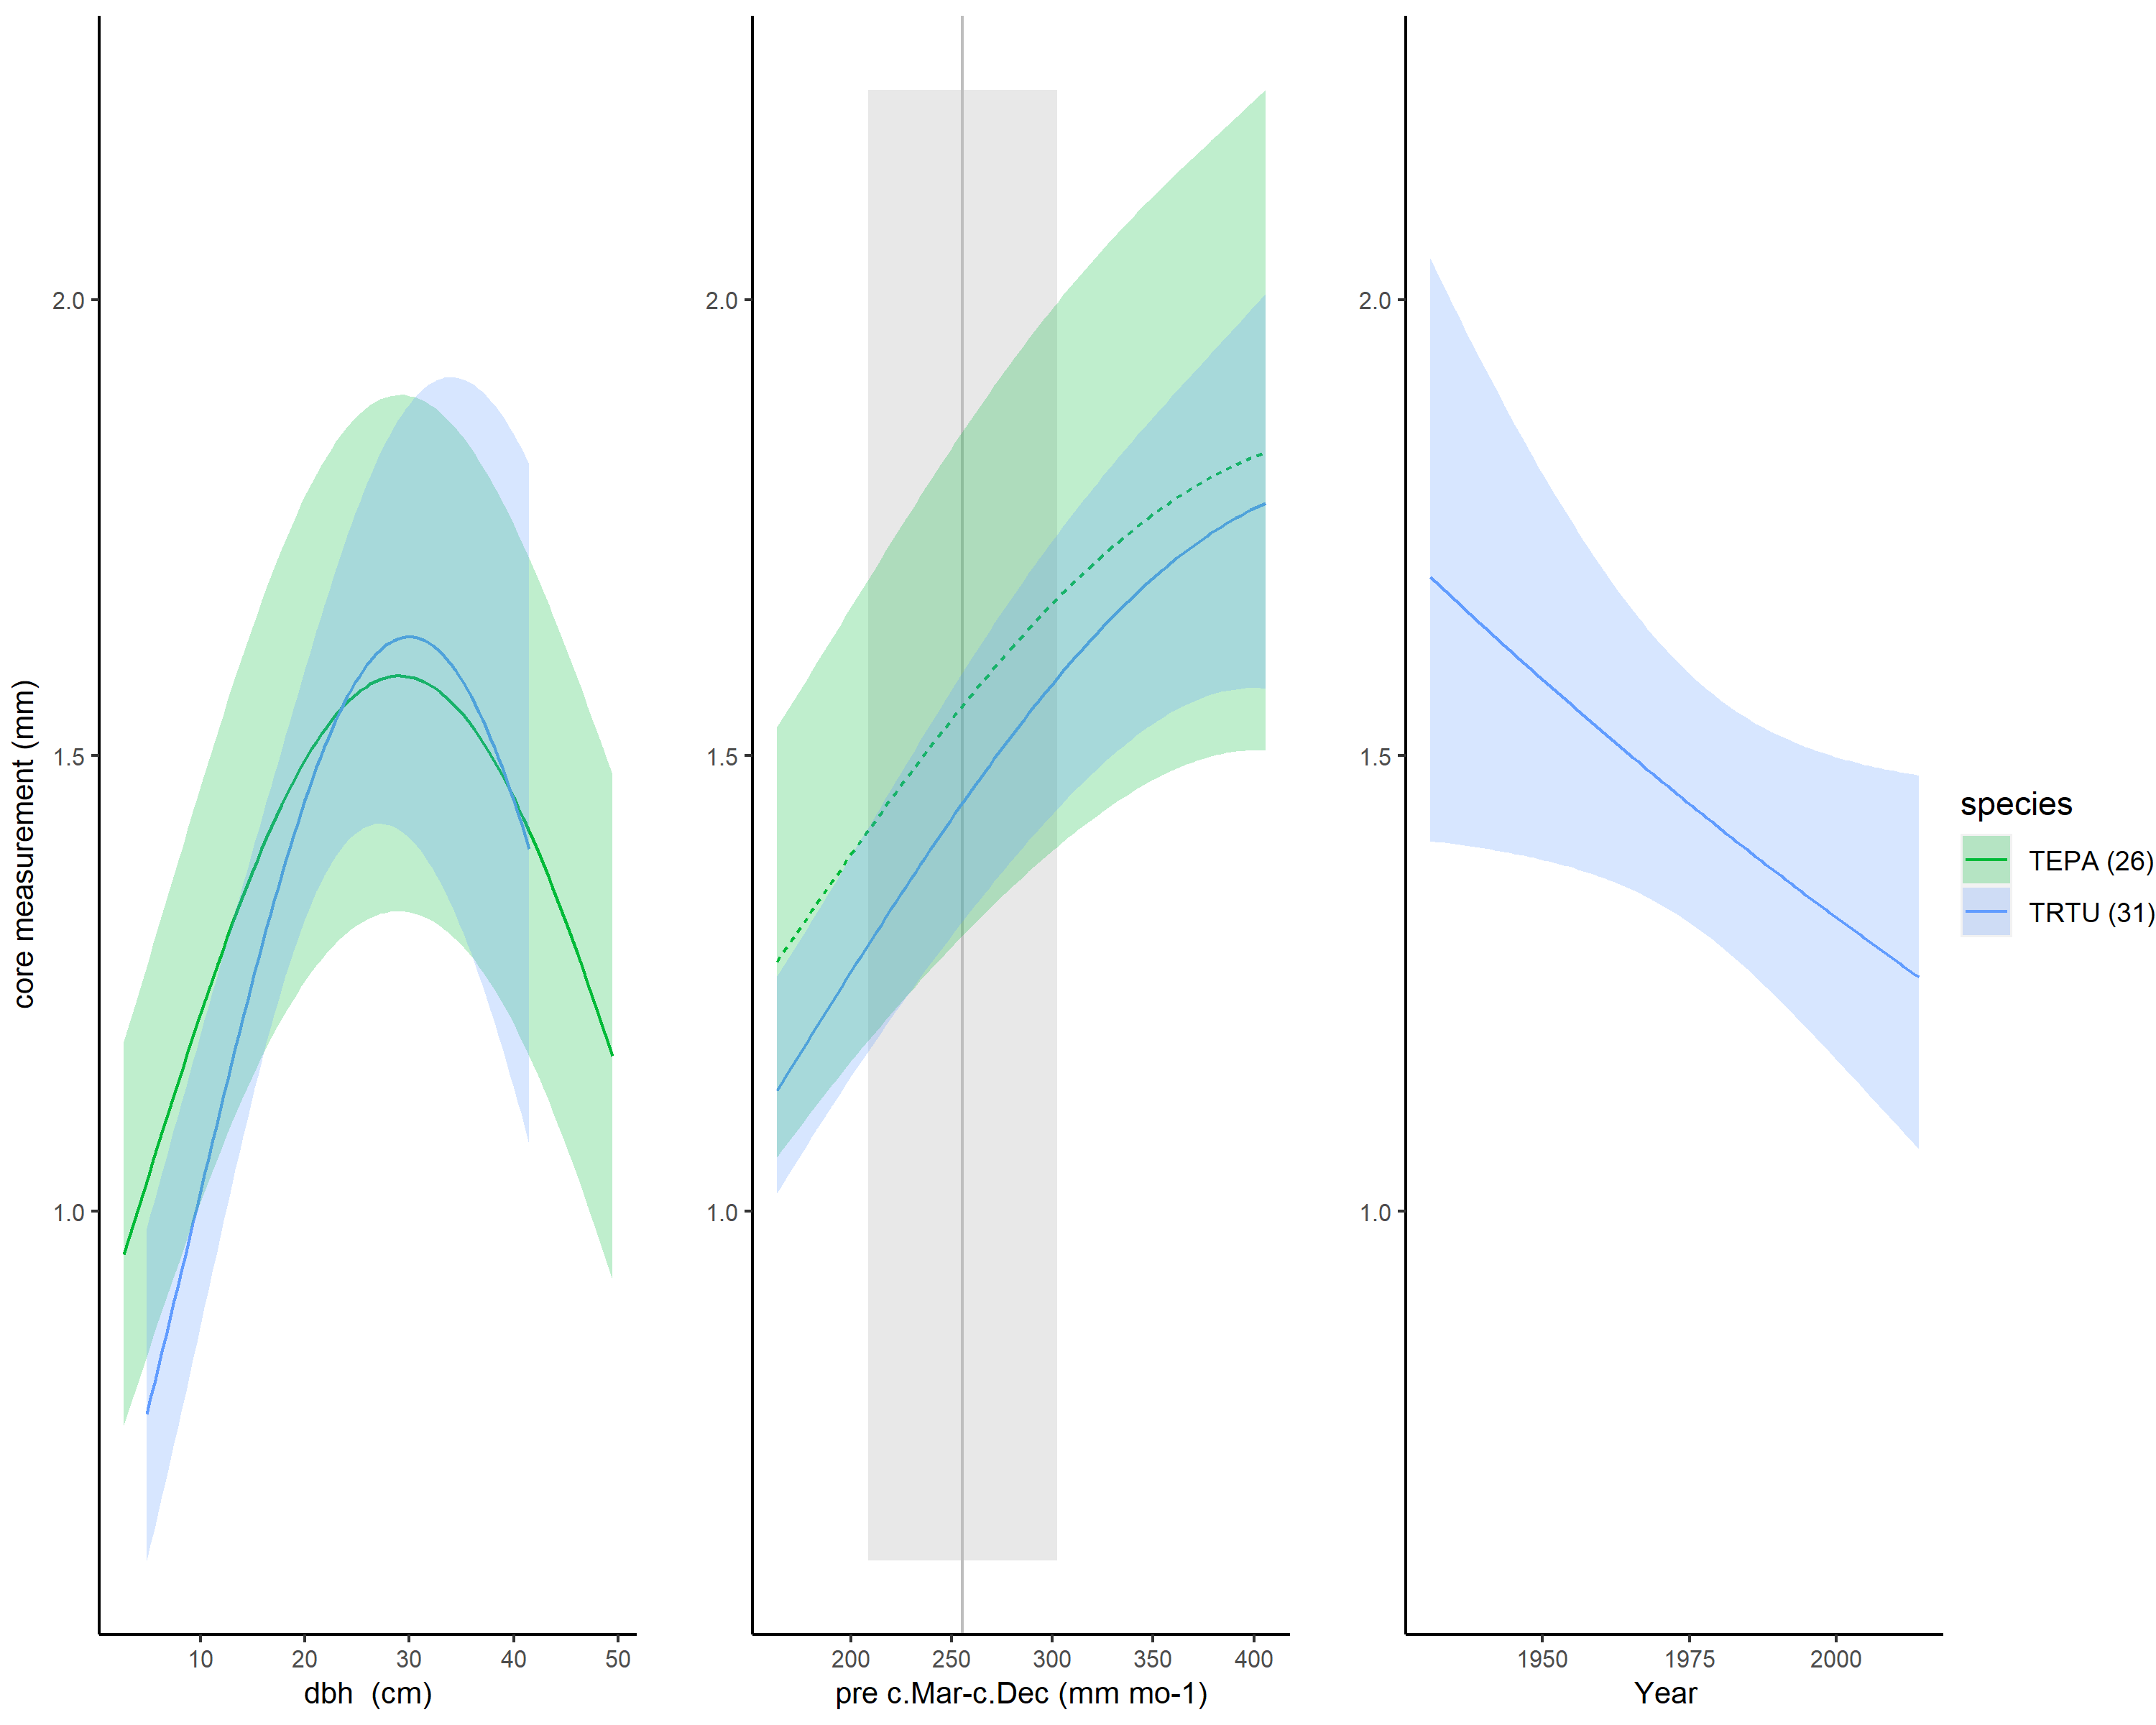 core measurement (mm)
2.0
1.5
1.0
10 20 30 40 50
dbh  (cm)
2.0
1.5
1.0
200 250 300 350 400
pre c.Mar-c.Dec (mm mo-1)
2.0
1.5
1.0
1950 1975 2000
Year
species
TEPA (26)
TRTU (31)